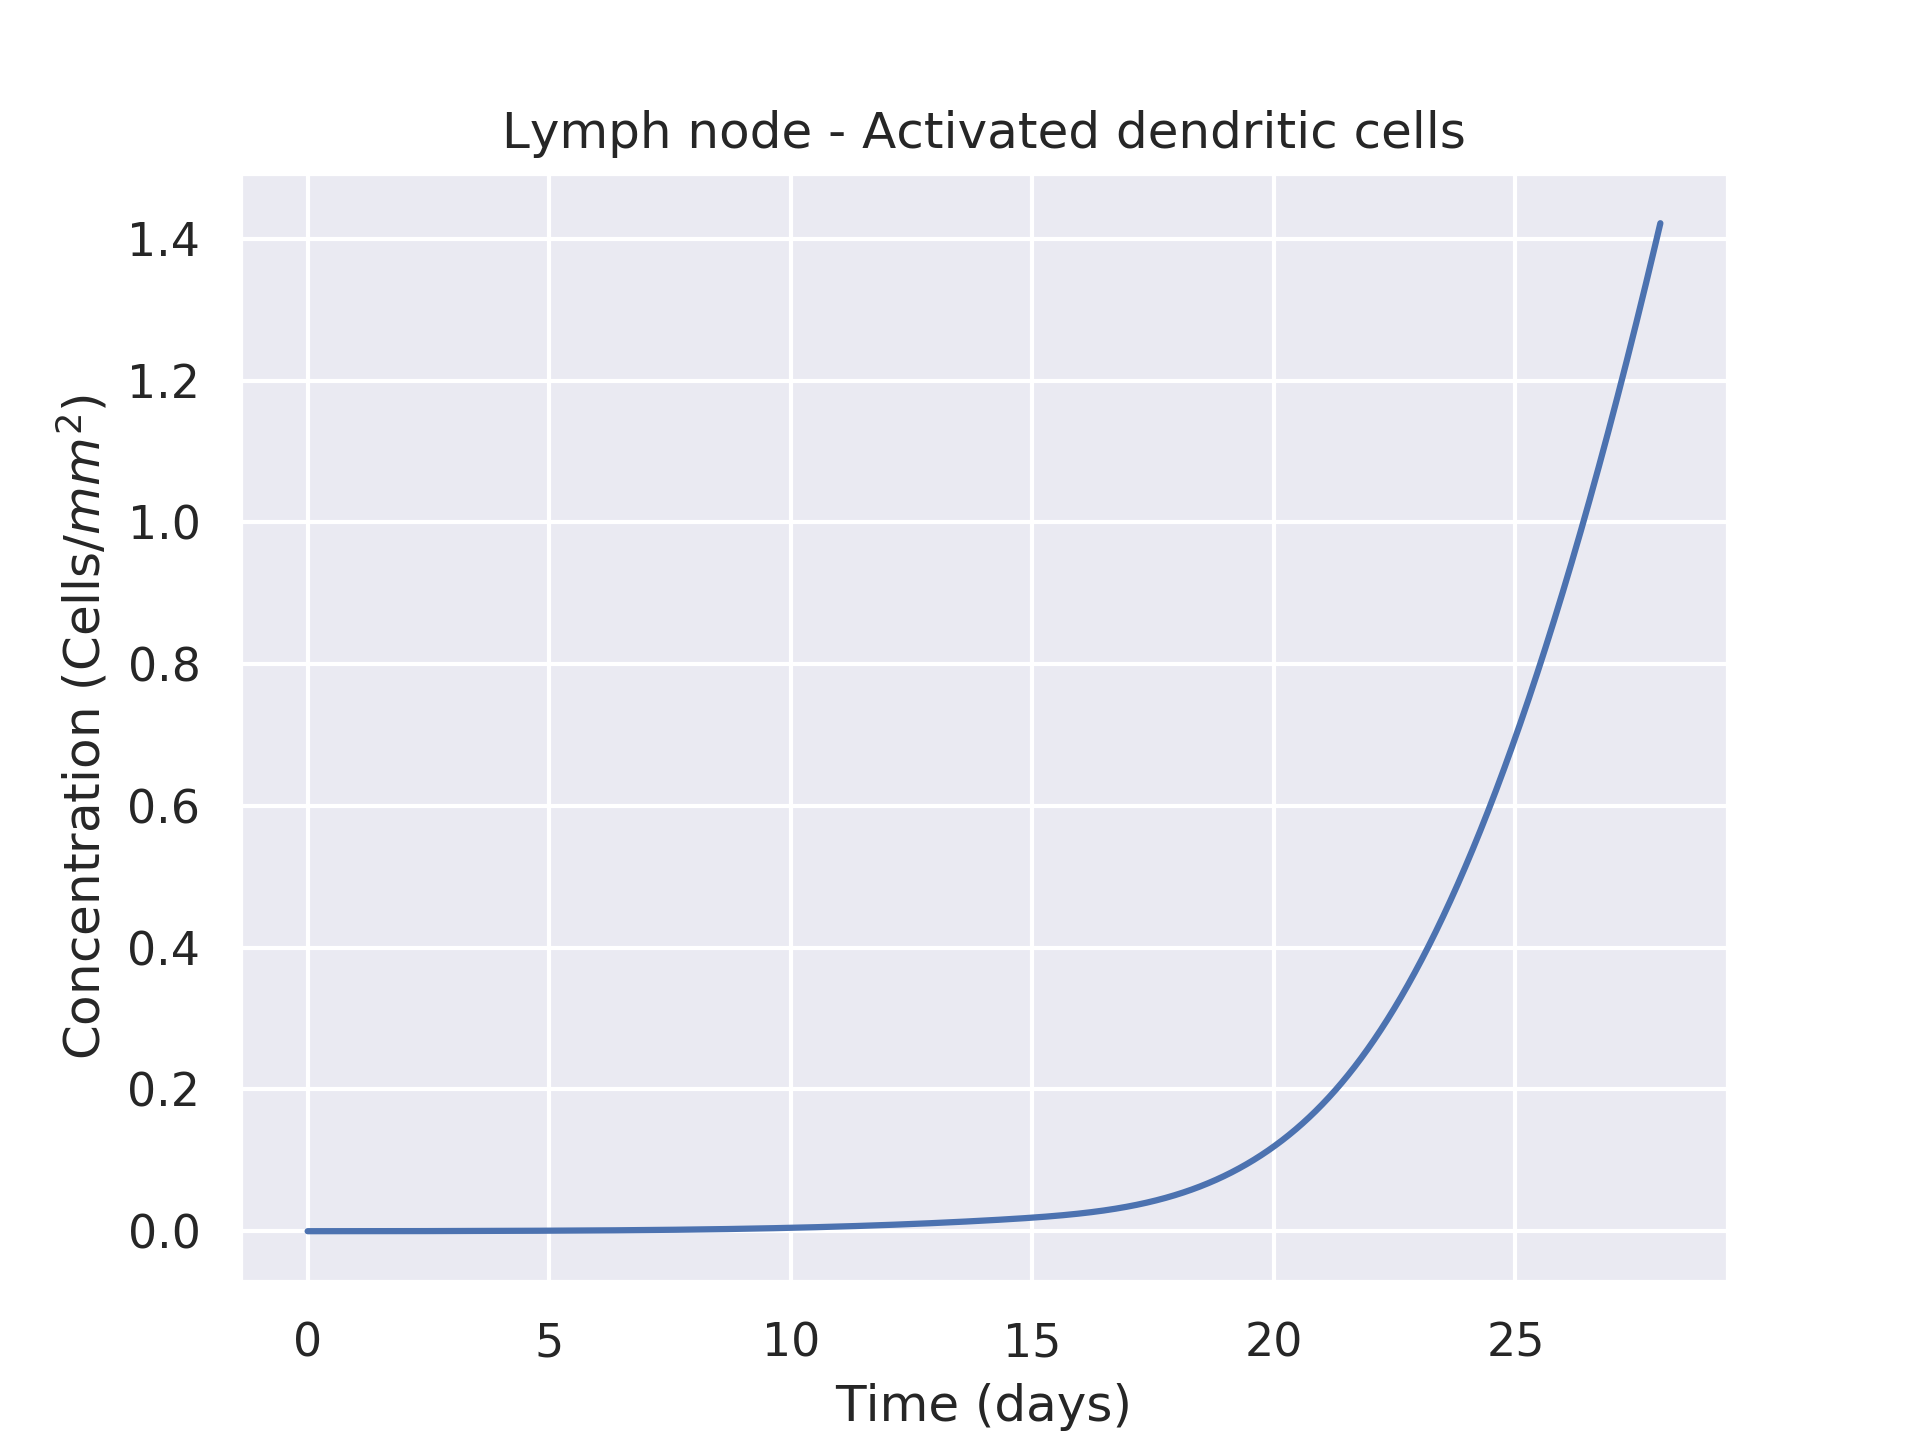 Lymph node - Activated dendritic cells
Concentration (Cells/mm²)
1.4
1.2
1.0
0.8
0.6
0.4
0.2
0.0
0 5 10 15 20 25
Time (days)